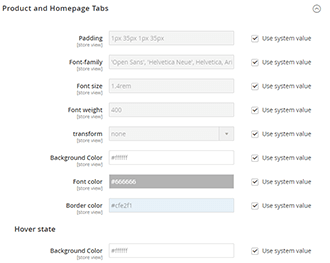 Product and Homepage Tabs
Padding
[store view]
1px 35px 1px 35px
Use system value
Font-family
[store view]
'Open Sans', 'Helvetica Neue', Helvetica, Ari
Use system value
Font size
[store view]
1.4rem
Use system value
Font weight
[store view]
400
Use system value
transform
[store view]
none
Use system value
Background Color
[store view]
#ffffff
Use system value
Font color
[store view]
#666666
Use system value
Border color
[store view]
#cfe2f1
Use system value
Hover state
Background Color
[store view]
#ffffff
Use system value